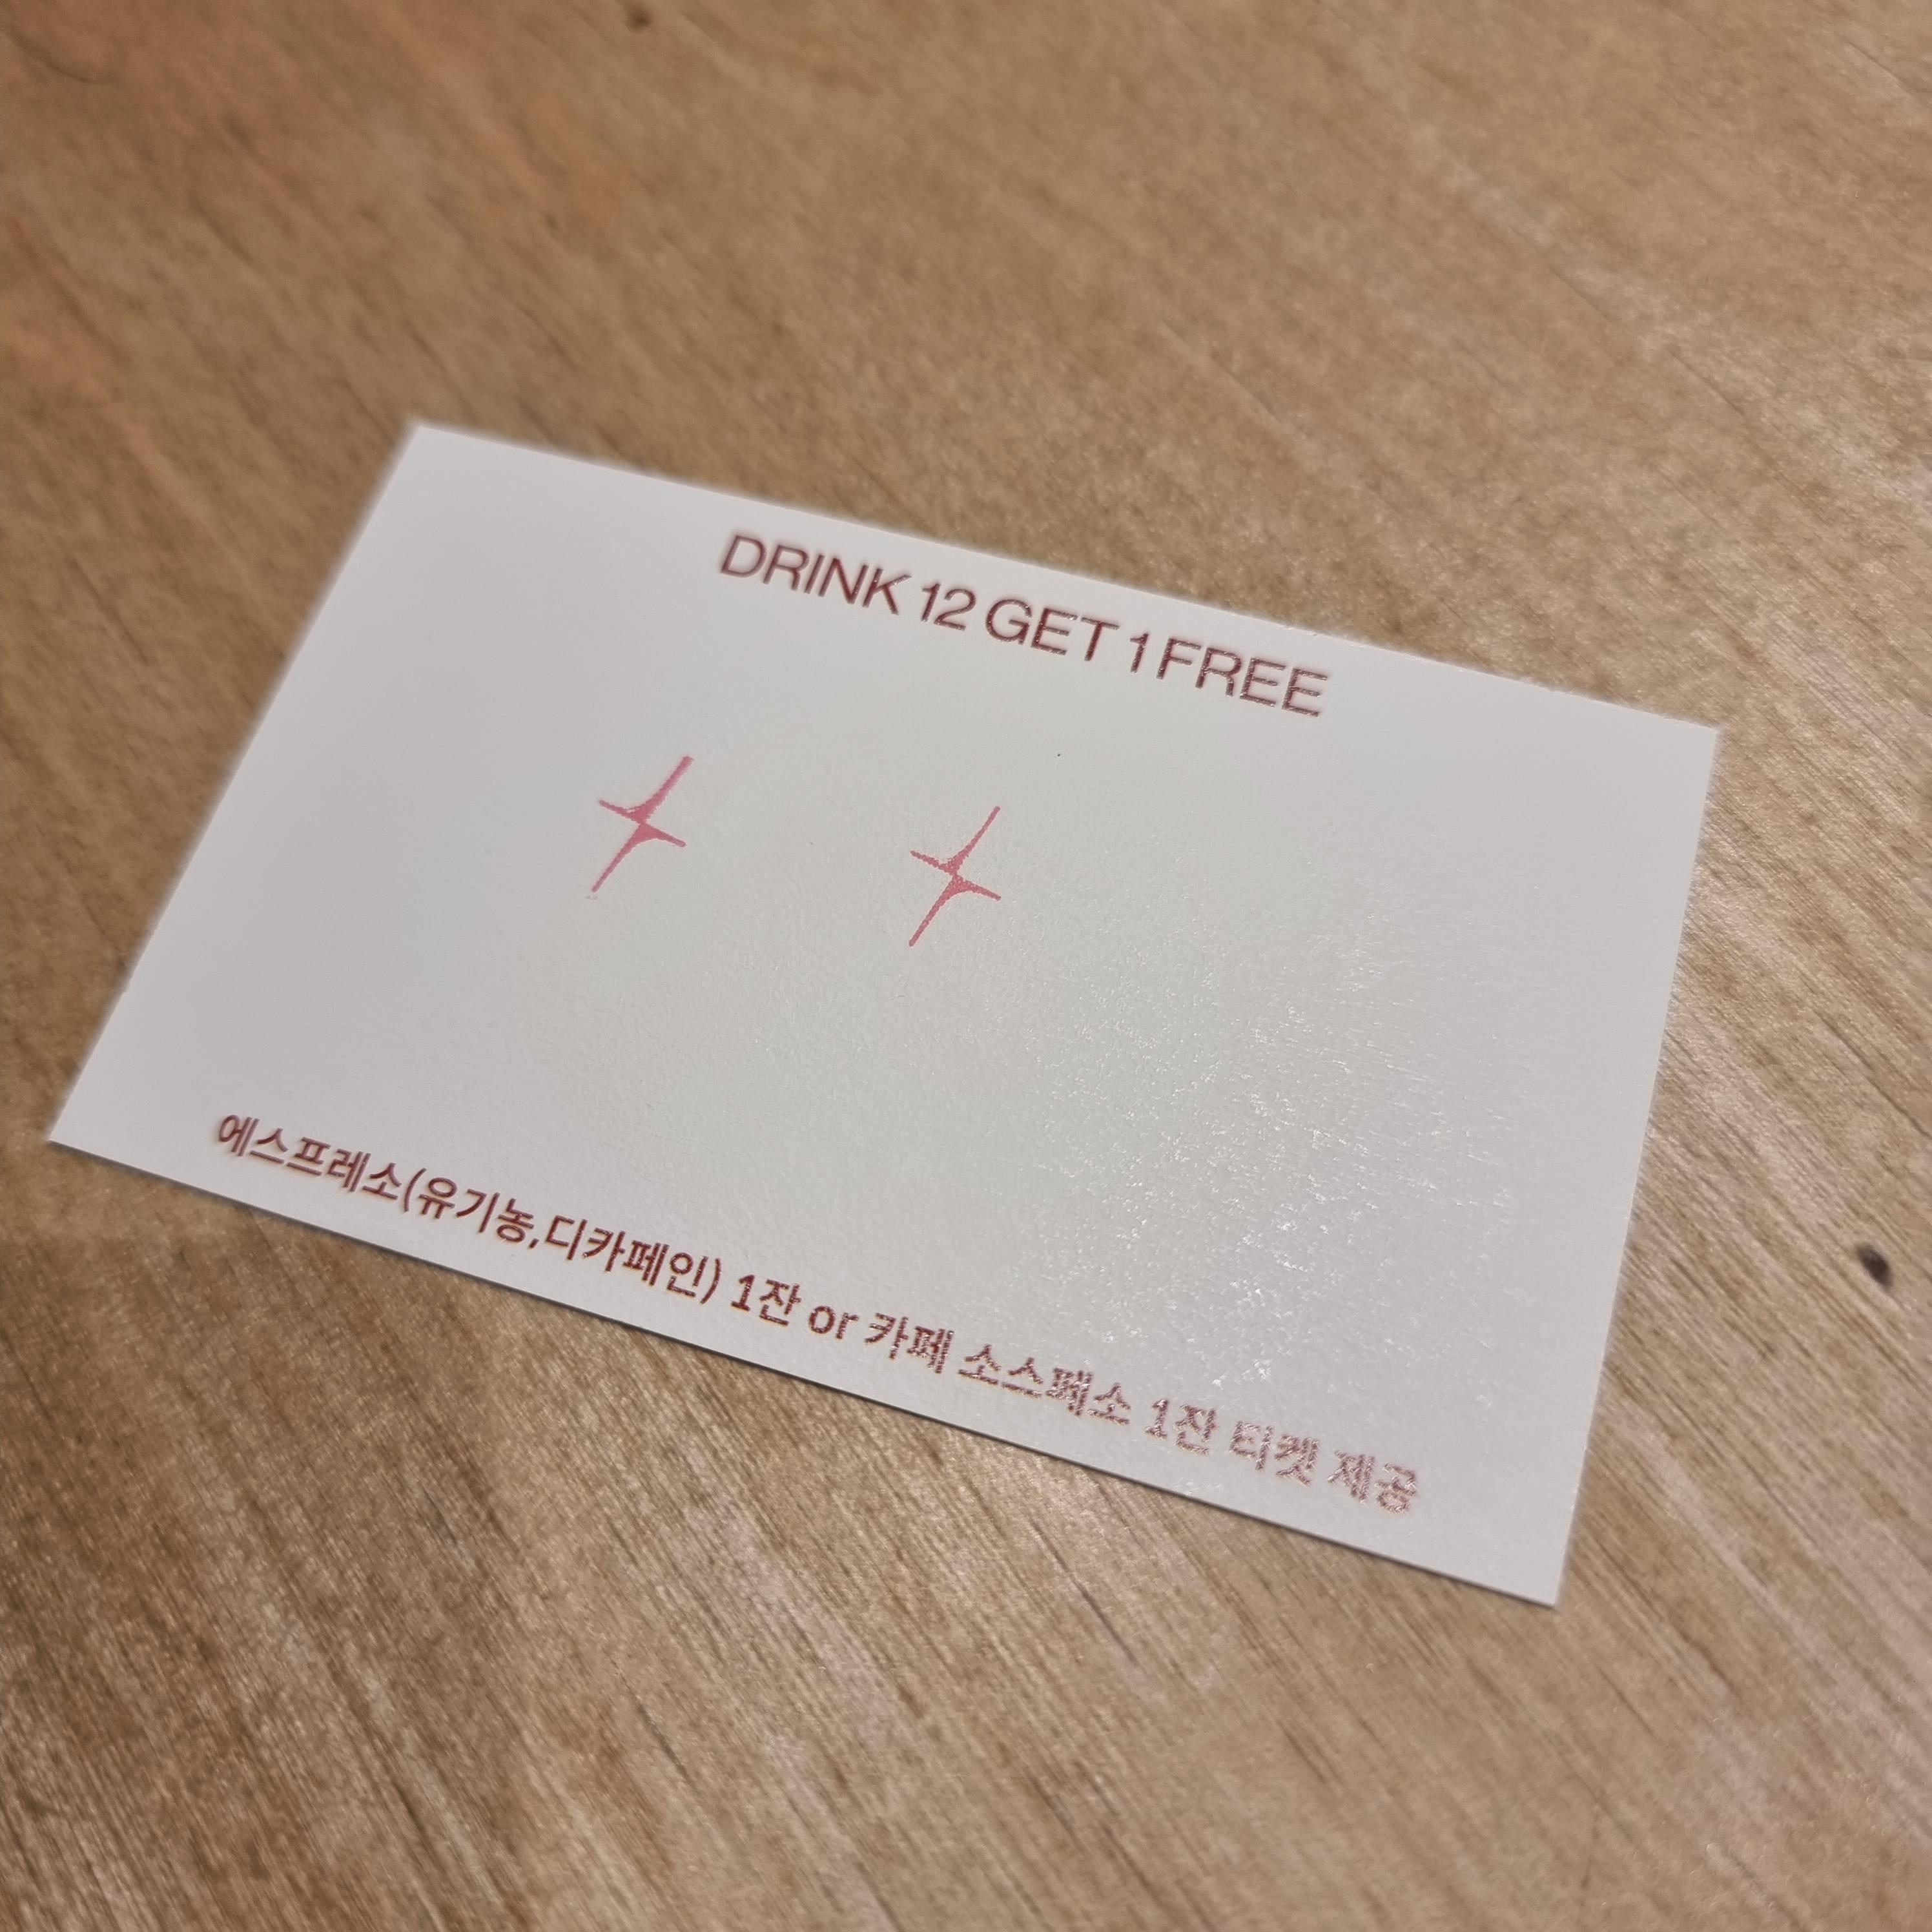 DRINK 12 GET 1 FREE
에스프레소(유기농,디카페인) 1잔 or 카페 소스페소 1잔 티켓 제공